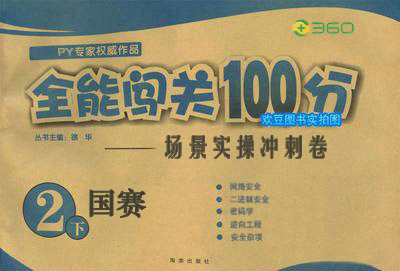 360
PY专家权威作品
全能闯关100分
欢豆图书实拍图
丛书主编:徐 华
——场景实操冲刺卷
2下
国赛
网络安全
二进制安全
密码学
逆向工程
安全杂项
海南出版社